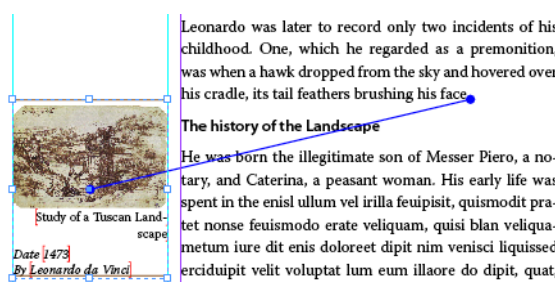 Leonardo was later to record only two incidents of his
childhood. One, which he regarded as a premonition,
was when a hawk dropped from the sky and hovered over
his cradle, its tail feathers brushing his face.
The history of the Landscape
He was born the illegitimate son of Messer Piero, a no-
tary, and Caterina, a peasant woman. His early life was
spent in the enisl ullum vel irilla feuipisit, quismodit pra-
tet nonse feuismodo erate veliquam, quisi blan veliqua-
metum iure dit enis doloreet dipit nim venisci liquissed
erciduipit velit voluptat lum eum illaore do dipit, quat,
Study of a Tuscan Land-
scape
Date 1473
By Leonardo da Vinci